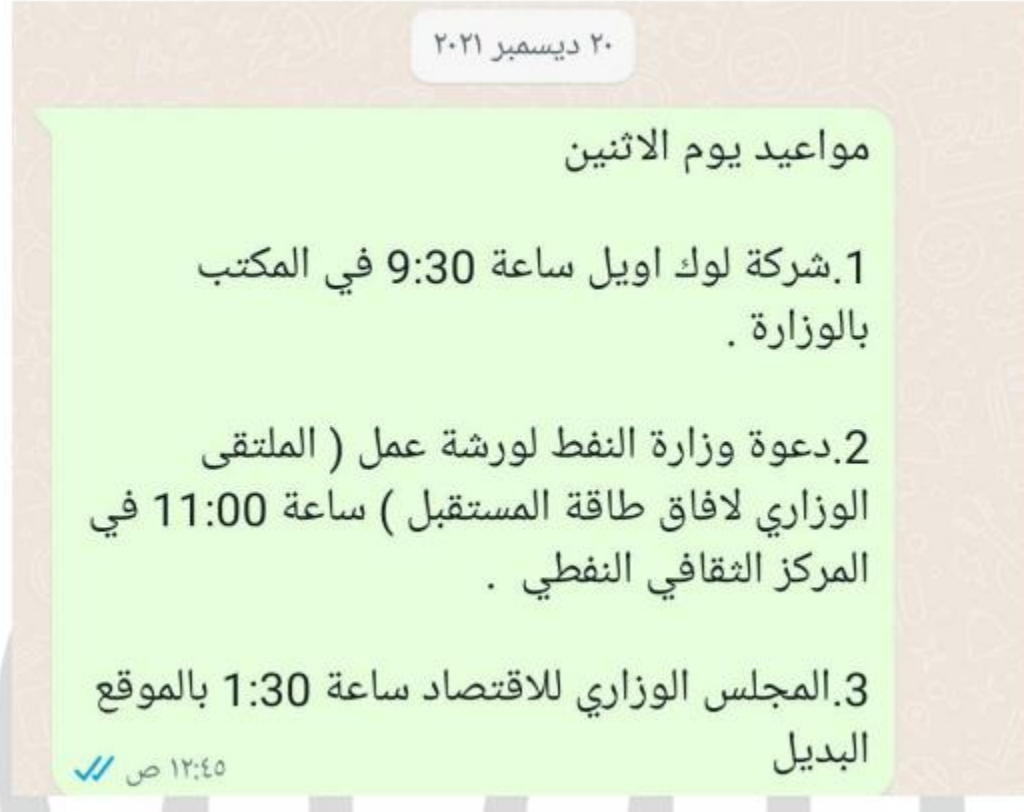 ٢٠ ديسمبر ٢٠٢١
مواعيد يوم الاثنين
1.شركة لوك اويل ساعة 9:30 في المكتب
بالوزارة .
2.دعوة وزارة النفط لورشة عمل ( الملتقى
الوزاري لافاق طاقة المستقبل ) ساعة 11:00 في
المركز الثقافي النفطي .
3.المجلس الوزاري للاقتصاد ساعة 1:30 بالموقع
البديل
١٢:٤٥ ص